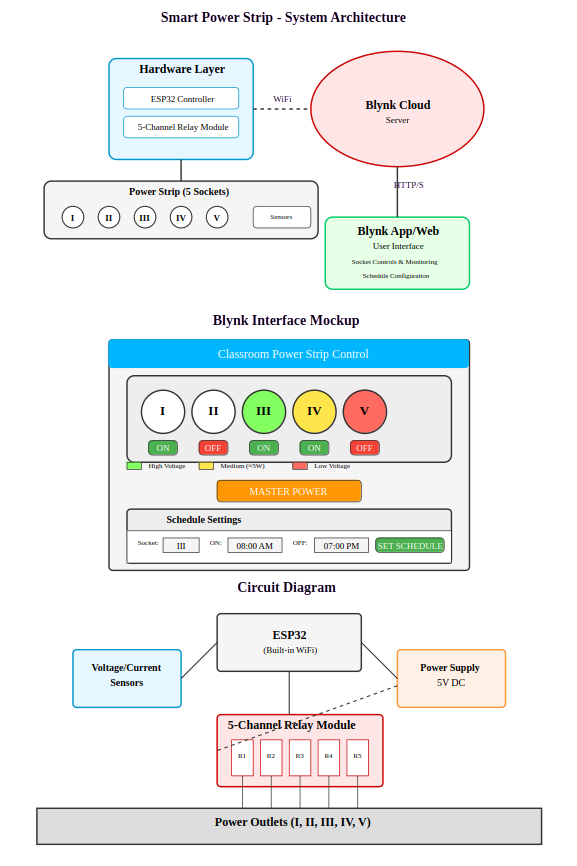 Smart Power Strip - System Architecture
Hardware Layer
ESP32 Controller
5-Channel Relay Module
WiFi
Blynk Cloud
Server
HTTP/S
Power Strip (5 Sockets)
I II III IV V Sensors
Blynk App/Web
User Interface
Socket Controls & Monitoring
Schedule Configuration
Blynk Interface Mockup
Classroom Power Strip Control
I II III IV V
ON OFF ON ON OFF
High Voltage Medium (≈5W) Low Voltage
MASTER POWER
Schedule Settings
Socket: III ON: 08:00 AM OFF: 07:00 PM SET SCHEDULE
Circuit Diagram
ESP32
(Built-in WiFi)
Voltage/Current
Sensors
Power Supply
5V DC
5-Channel Relay Module
R1 R2 R3 R4 R5
Power Outlets (I, II, III, IV, V)